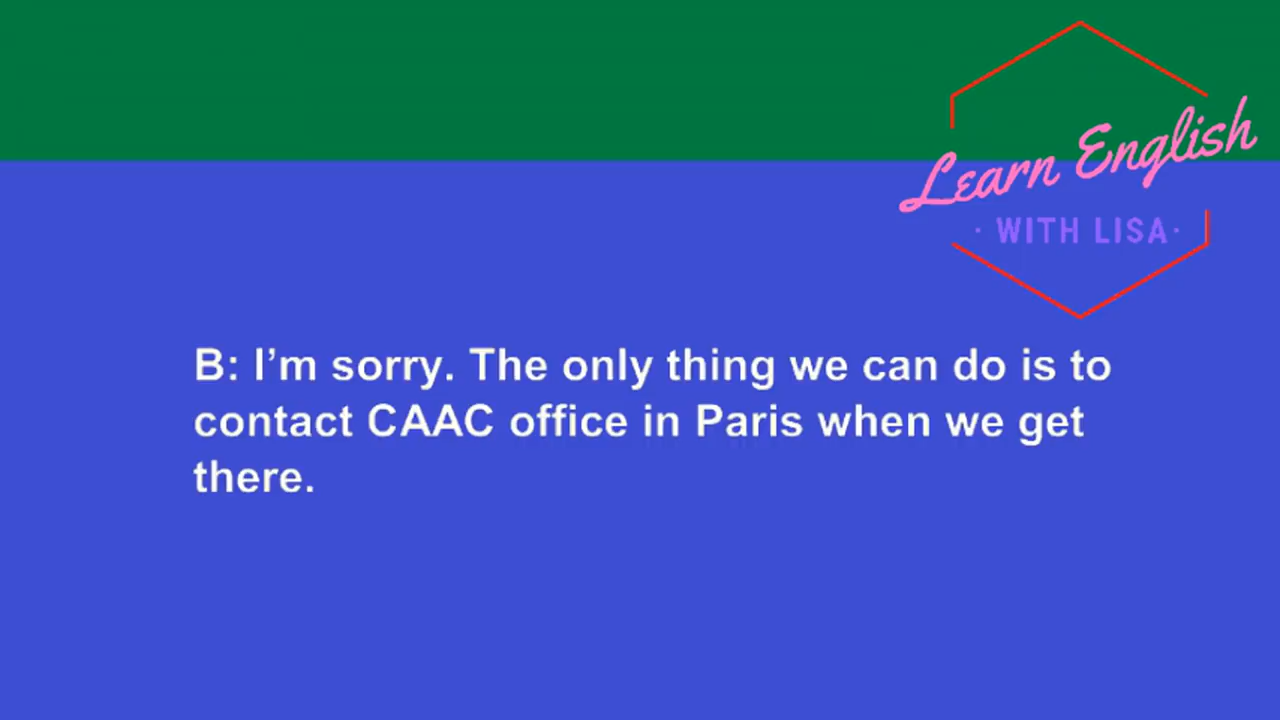 Learn English
· WITH LISA·
B: I’m sorry. The only thing we can do is to
contact CAAC office in Paris when we get
there.